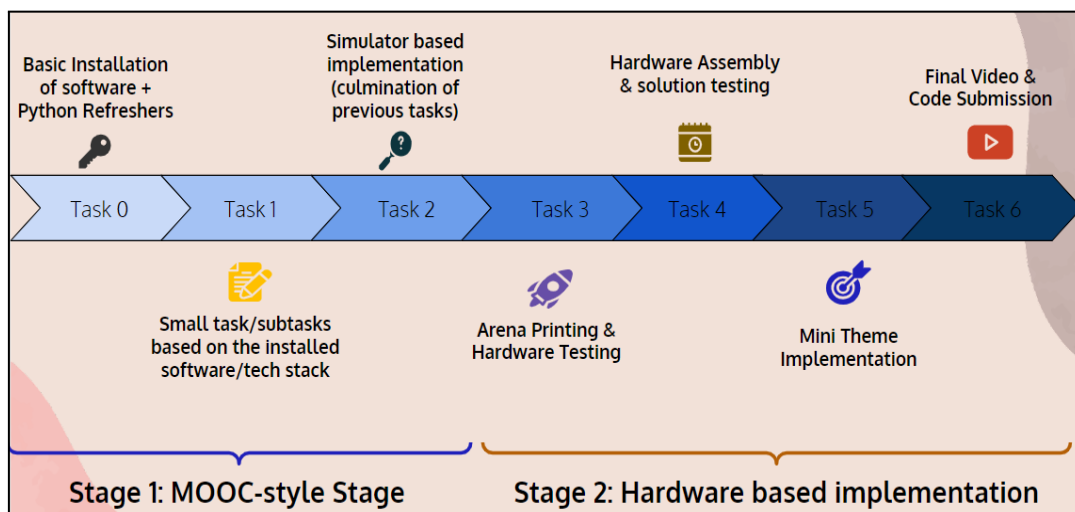 Basic Installation
of software +
Python Refreshers
Simulator based
implementation
(culmination of
previous tasks)
Hardware Assembly
& solution testing
Final Video &
Code Submission
?
Task 0
Task 1
Task 2
Task 3
Task 4
Task 5
Task 6
Small task/subtasks
based on the installed
software/tech stack
Arena Printing &
Hardware Testing
Mini Theme
Implementation
Stage 1: MOOC-style Stage
Stage 2: Hardware based implementation